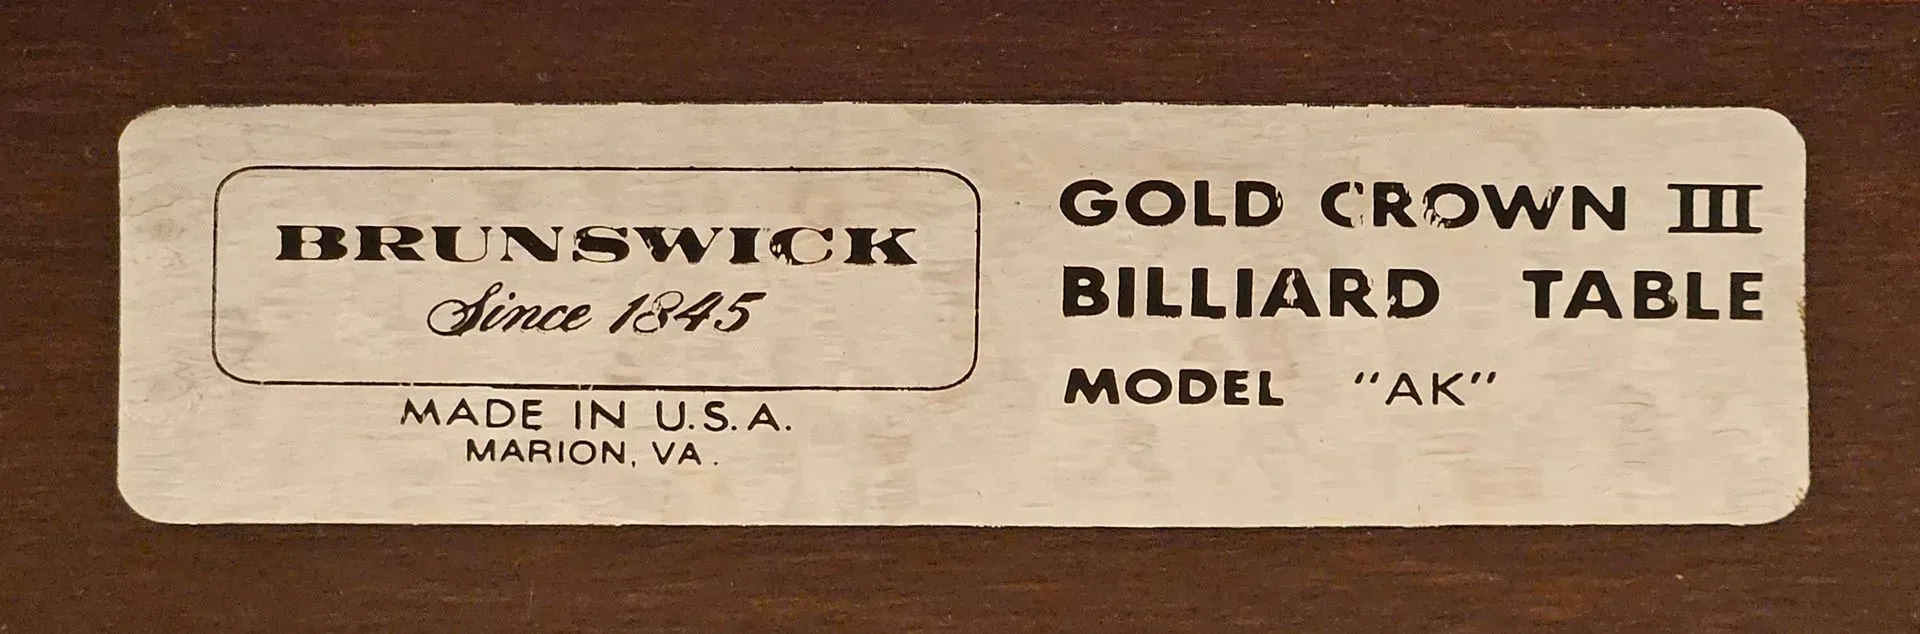 BRUNSWICK
Since 1845
MADE IN U.S.A.
MARION, VA.
GOLD CROWN III
BILLIARD TABLE
MODEL "AK"